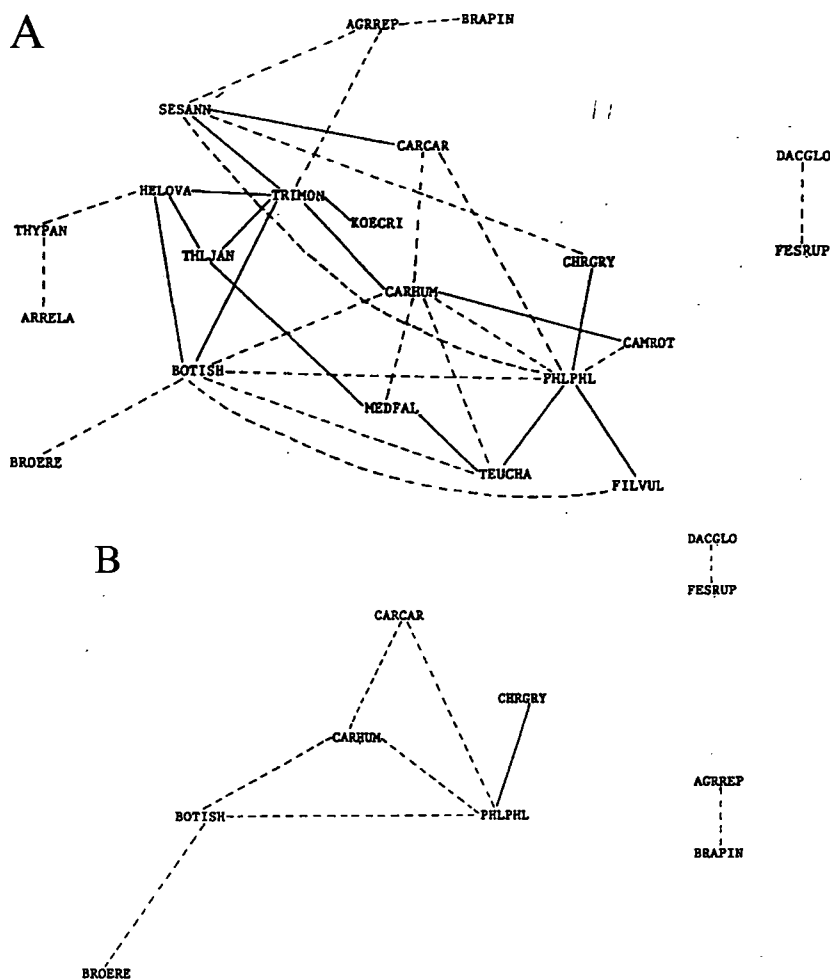 A
AGRREP
BRAPIN
SESANN
CARCAR
DACGLO
HELOVA
TRIMON
KOECRI
THYPAN
THLJAN
CHRGRY
FESRUP
CARHUM
ARRELA
CAMROT
BOTISH
PHLPHL
MEDFAL
BROERE
TEUCHA
FILVUL
B
DACGLO
FESRUP
CARCAR
CHRGRY
CARHUM
AGRREP
BOTISH
PHLPHL
BRAPIN
BROERE